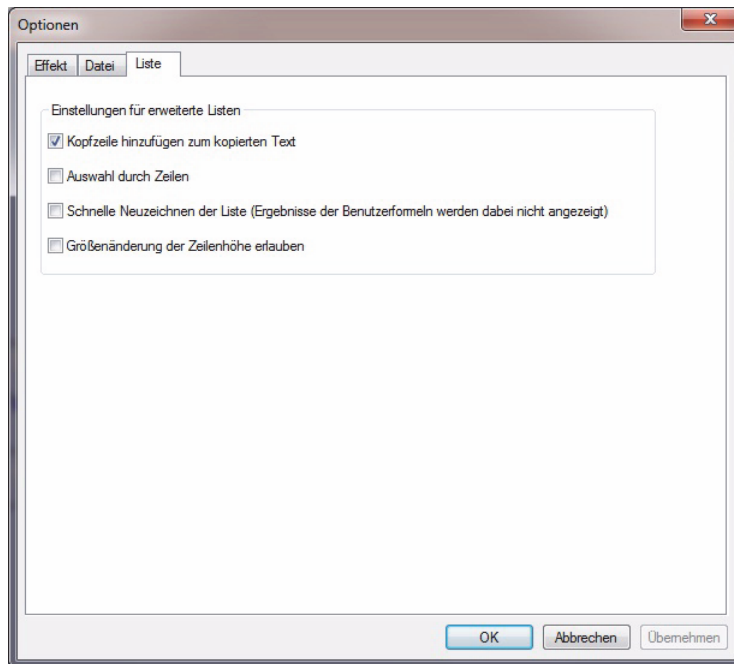 Optionen
Effekt Datei Liste
Einstellungen für erweiterte Listen
Kopfzeile hinzufügen zum kopierten Text
Auswahl durch Zeilen
Schnelle Neuzeichnen der Liste (Ergebnisse der Benutzerformeln werden dabei nicht angezeigt)
Größenänderung der Zeilenhöhe erlauben
OK Abbrechen Übernehmen